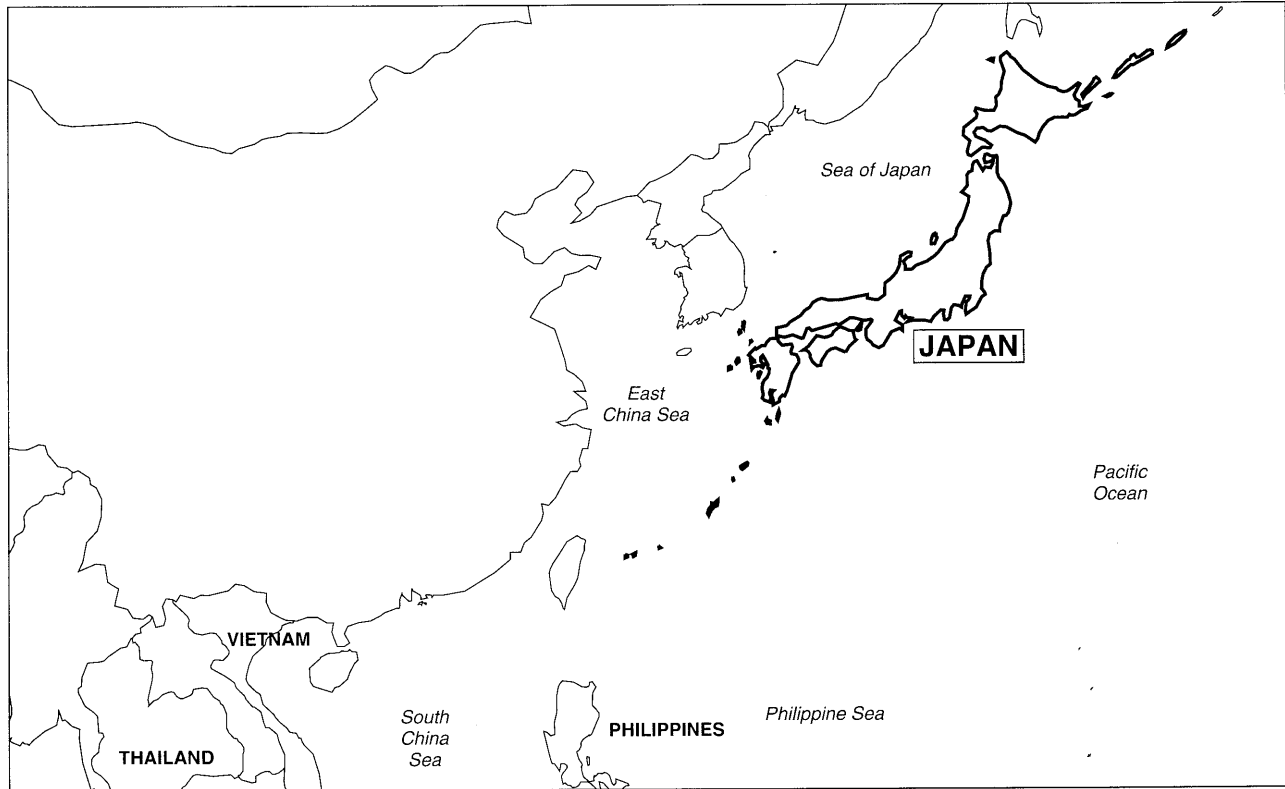 Sea of Japan
JAPAN
East
China Sea
Pacific
Ocean
VIETNAM
South
China
Sea
PHILIPPINES
Philippine Sea
THAILAND